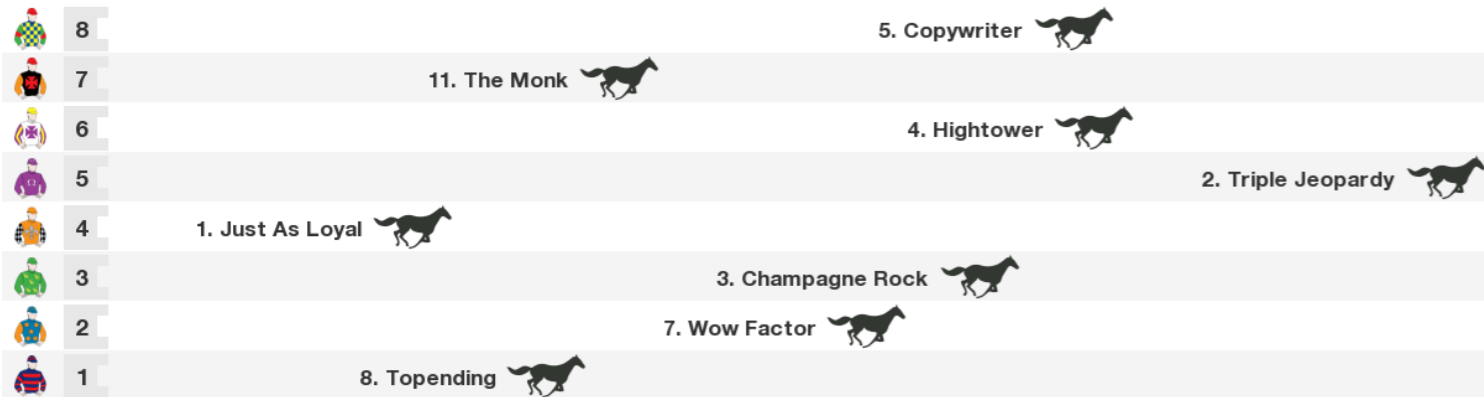 8 5. Copywriter
7 11. The Monk
6 4. Hightower
5 2. Triple Jeopardy
4 1. Just As Loyal
3 3. Champagne Rock
2 7. Wow Factor
1 8. Topending